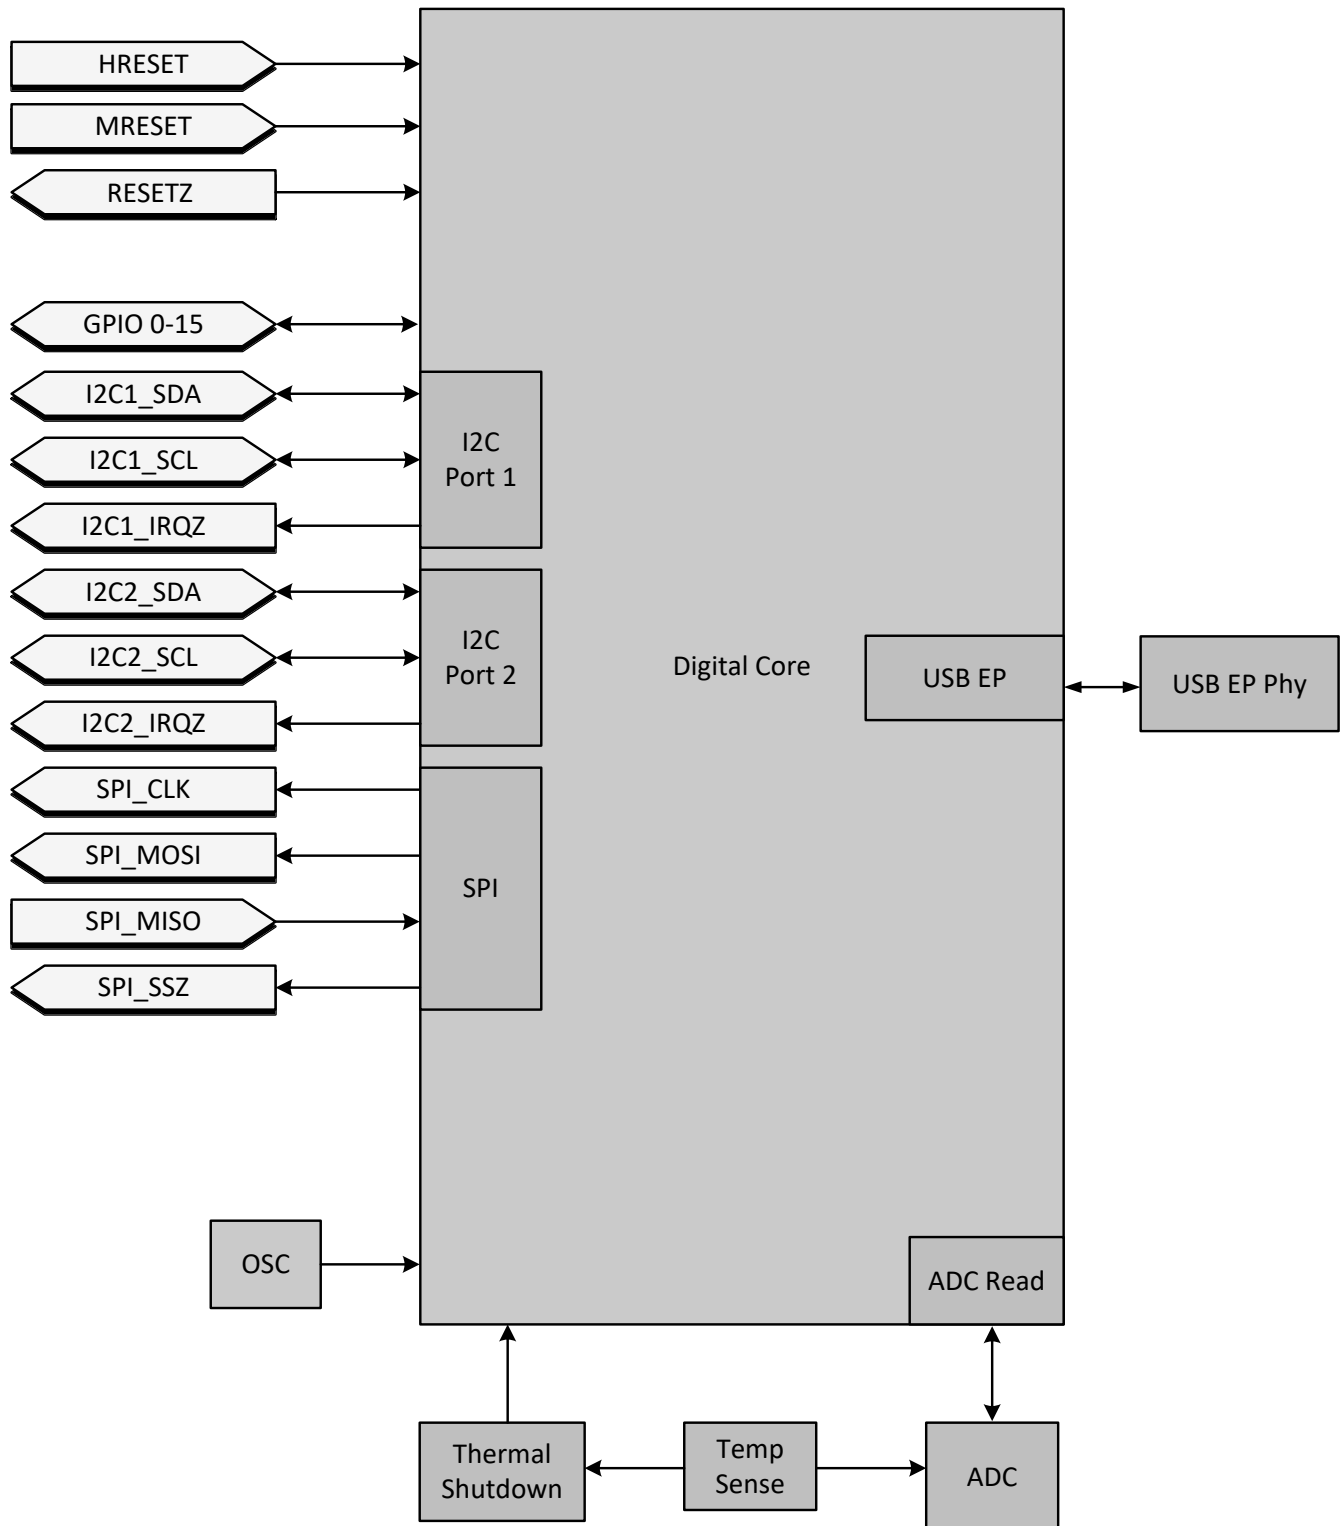 HRESET
MRESET
RESETZ
GPIO 0-15
I2C1_SDA
I2C1_SCL
I2C1_IRQZ
I2C2_SDA
I2C2_SCL
I2C2_IRQZ
SPI_CLK
SPI_MOSI
SPI_MISO
SPI_SSZ
I2C
Port 1
I2C
Port 2
SPI
Digital Core
USB EP
USB EP Phy
OSC
ADC Read
Thermal
Shutdown
Temp
Sense
ADC